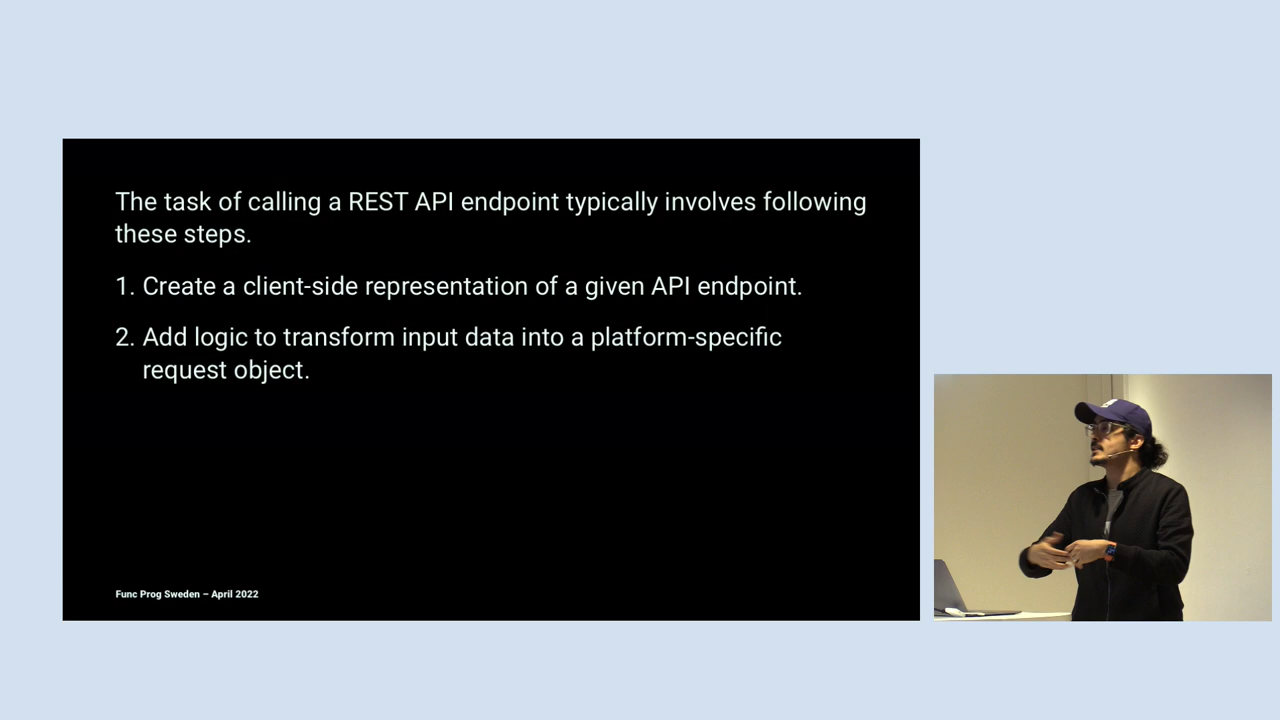 The task of calling a REST API endpoint typically involves following
these steps.
1. Create a client-side representation of a given API endpoint.
2. Add logic to transform input data into a platform-specific
request object.
Func Prog Sweden – April 2022